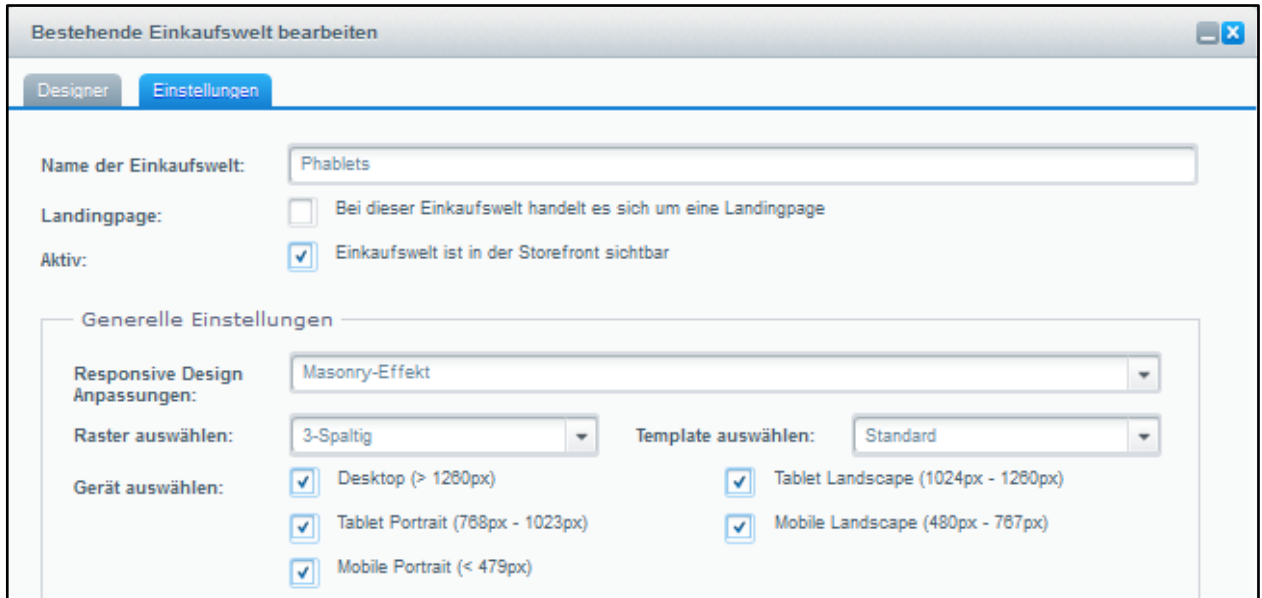 Bestehende Einkaufswelt bearbeiten
Designer Einstellungen
Name der Einkaufswelt: Phablets
Landingpage: Bei dieser Einkaufswelt handelt es sich um eine Landingpage
Aktiv: Einkaufswelt ist in der Storefront sichtbar
Generelle Einstellungen
Responsive Design Masonry-Effekt
Anpassungen:
Raster auswählen: 3-Spaltig Template auswählen: Standard
Gerät auswählen: Desktop (> 1260px) Tablet Landscape (1024px - 1260px)
Tablet Portrait (768px - 1023px) Mobile Landscape (480px - 767px)
Mobile Portrait (< 479px)